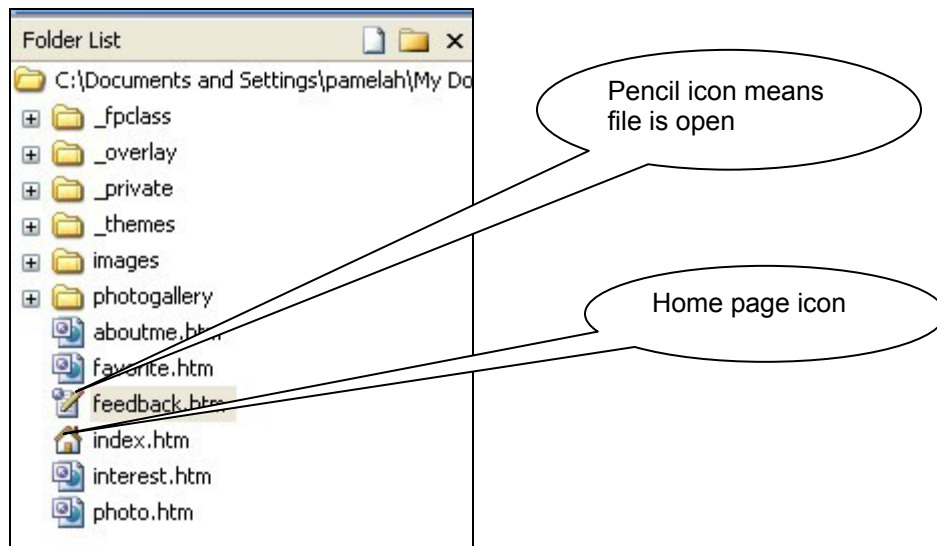 Folder List
C:\Documents and Settings\pamelah\My Do
_fpclass
_overlay
_private
_themes
images
photogallery
aboutme.htm
favorite.htm
feedback.htm
index.htm
interest.htm
photo.htm
Pencil icon means
file is open
Home page icon